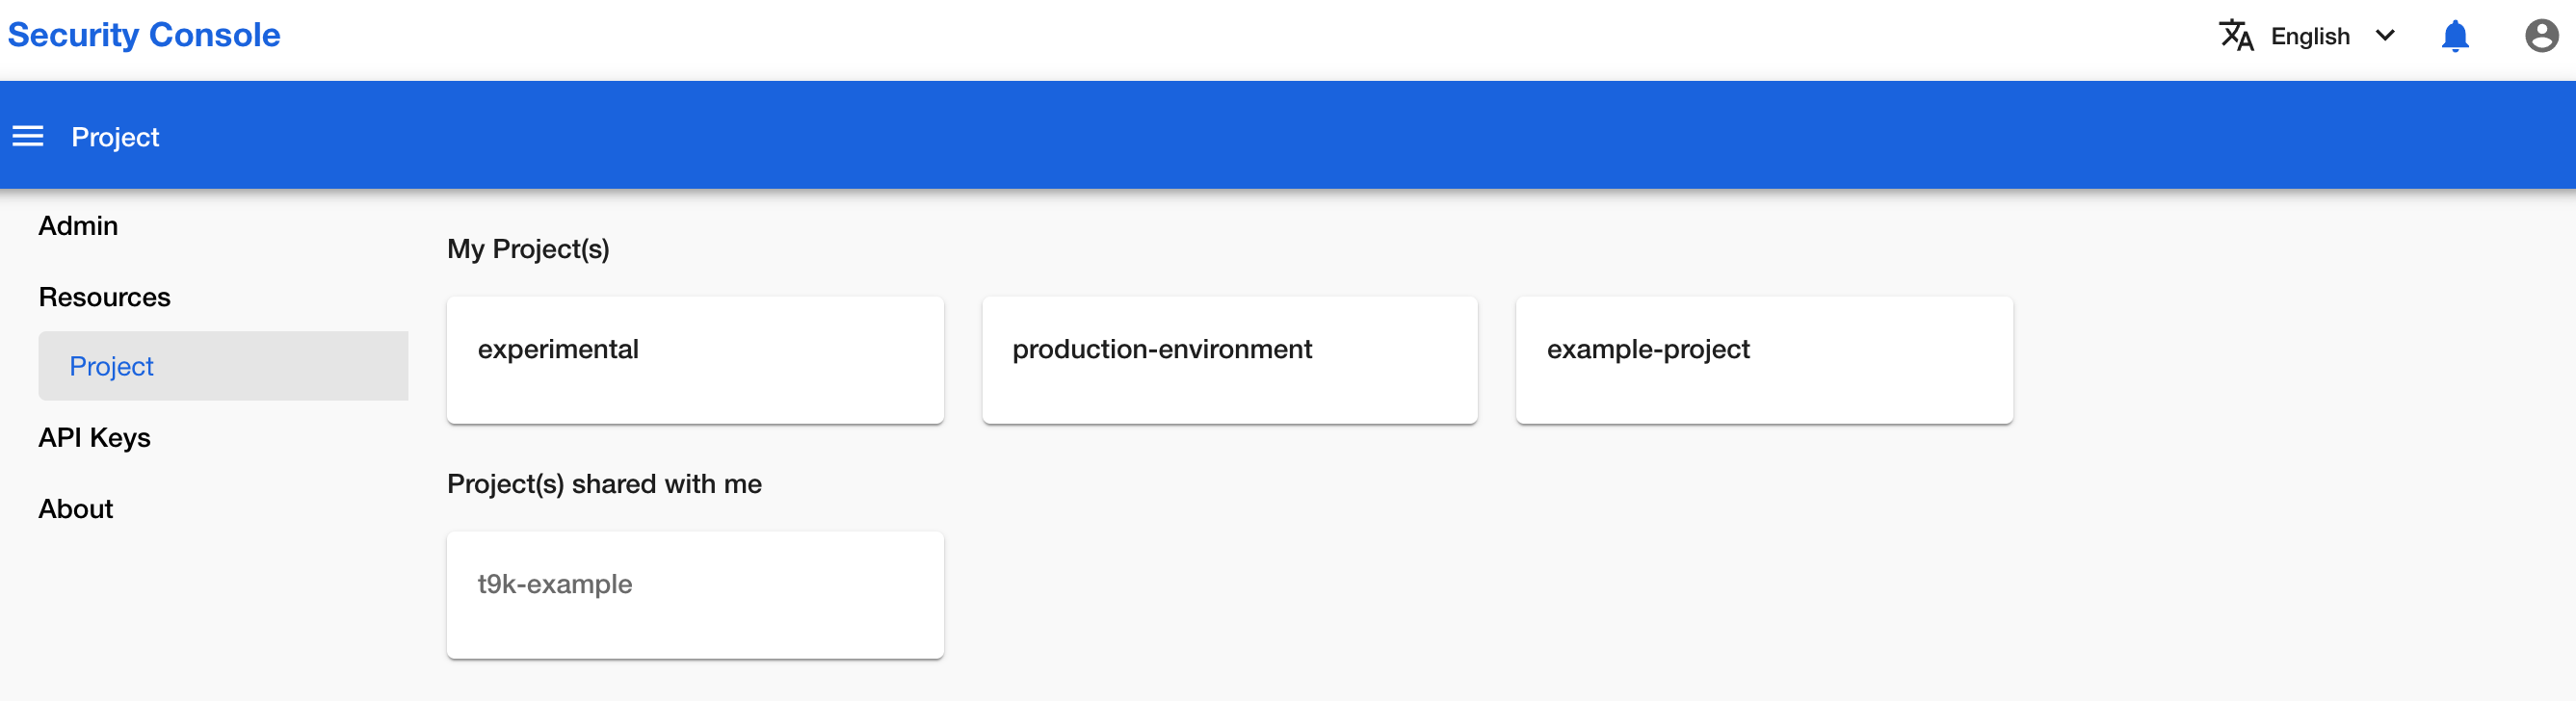 Security Console
English
Project
Admin
Resources
Project
API Keys
About
My Project(s)
experimental
production-environment
example-project
Project(s) shared with me
t9k-example